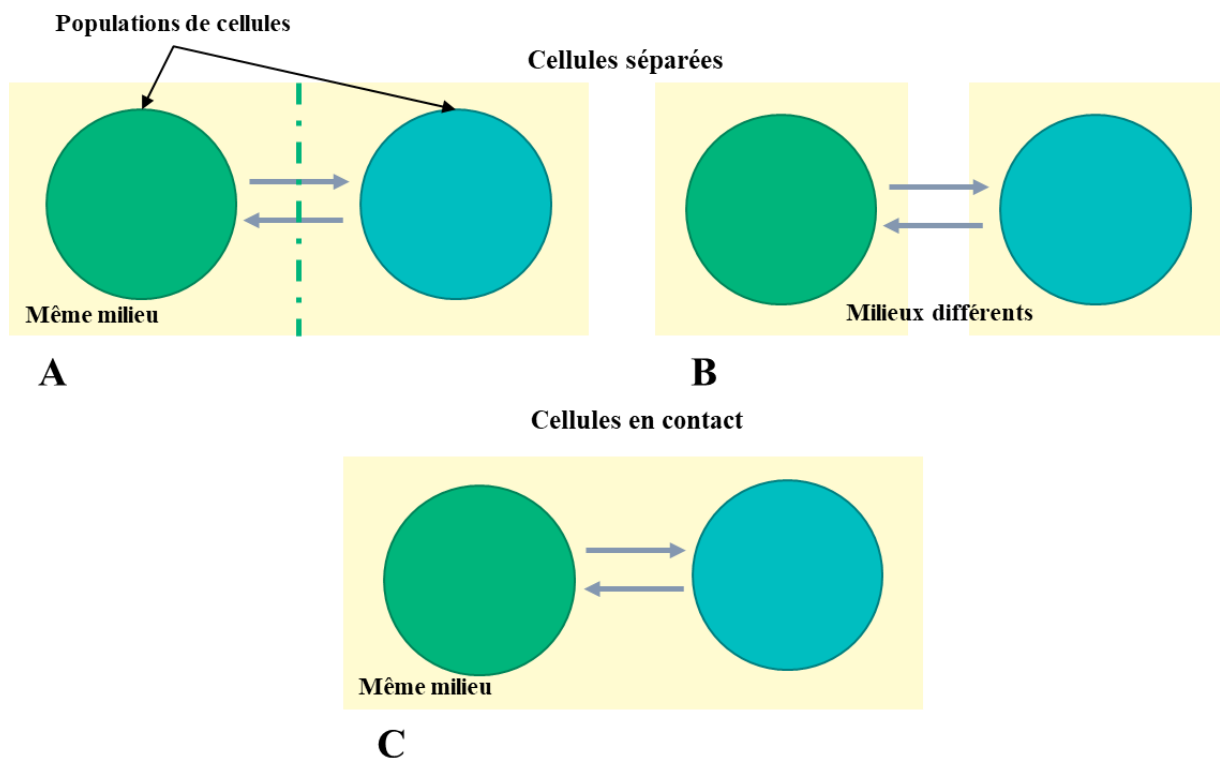 Populations de cellules
Cellules séparées
Même milieu
Milieux différents
A
B
Cellules en contact
Même milieu
C